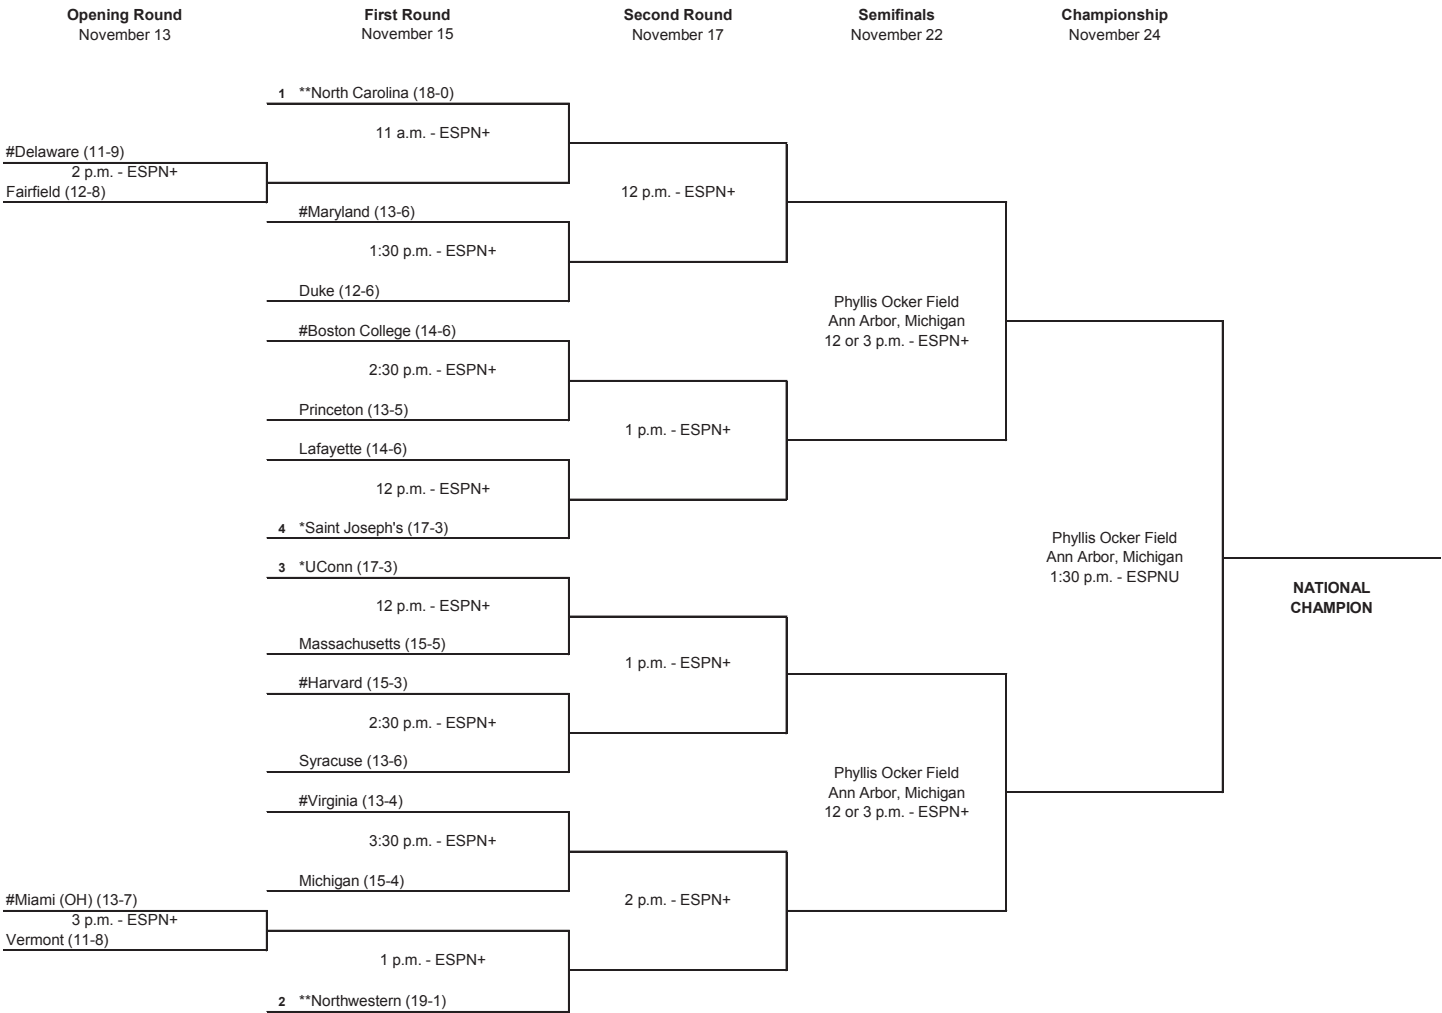 Opening Round
November 13
First Round
November 15
Second Round
November 17
Semifinals
November 22
Championship
November 24
1 **North Carolina (18-0)
11 a.m. - ESPN+
#Delaware (11-9)
2 p.m. - ESPN+
Fairfield (12-8)
12 p.m. - ESPN+
#Maryland (13-6)
1:30 p.m. - ESPN+
Duke (12-6)
Phyllis Ocker Field
Ann Arbor, Michigan
12 or 3 p.m. - ESPN+
#Boston College (14-6)
2:30 p.m. - ESPN+
Princeton (13-5)
1 p.m. - ESPN+
Lafayette (14-6)
12 p.m. - ESPN+
4 *Saint Joseph's (17-3)
Phyllis Ocker Field
Ann Arbor, Michigan
1:30 p.m. - ESPNU
NATIONAL
CHAMPION
3 *UConn (17-3)
12 p.m. - ESPN+
Massachusetts (15-5)
1 p.m. - ESPN+
#Harvard (15-3)
2:30 p.m. - ESPN+
Syracuse (13-6)
Phyllis Ocker Field
Ann Arbor, Michigan
12 or 3 p.m. - ESPN+
#Virginia (13-4)
3:30 p.m. - ESPN+
Michigan (15-4)
2 p.m. - ESPN+
#Miami (OH) (13-7)
3 p.m. - ESPN+
Vermont (11-8)
1 p.m. - ESPN+
2 **Northwestern (19-1)